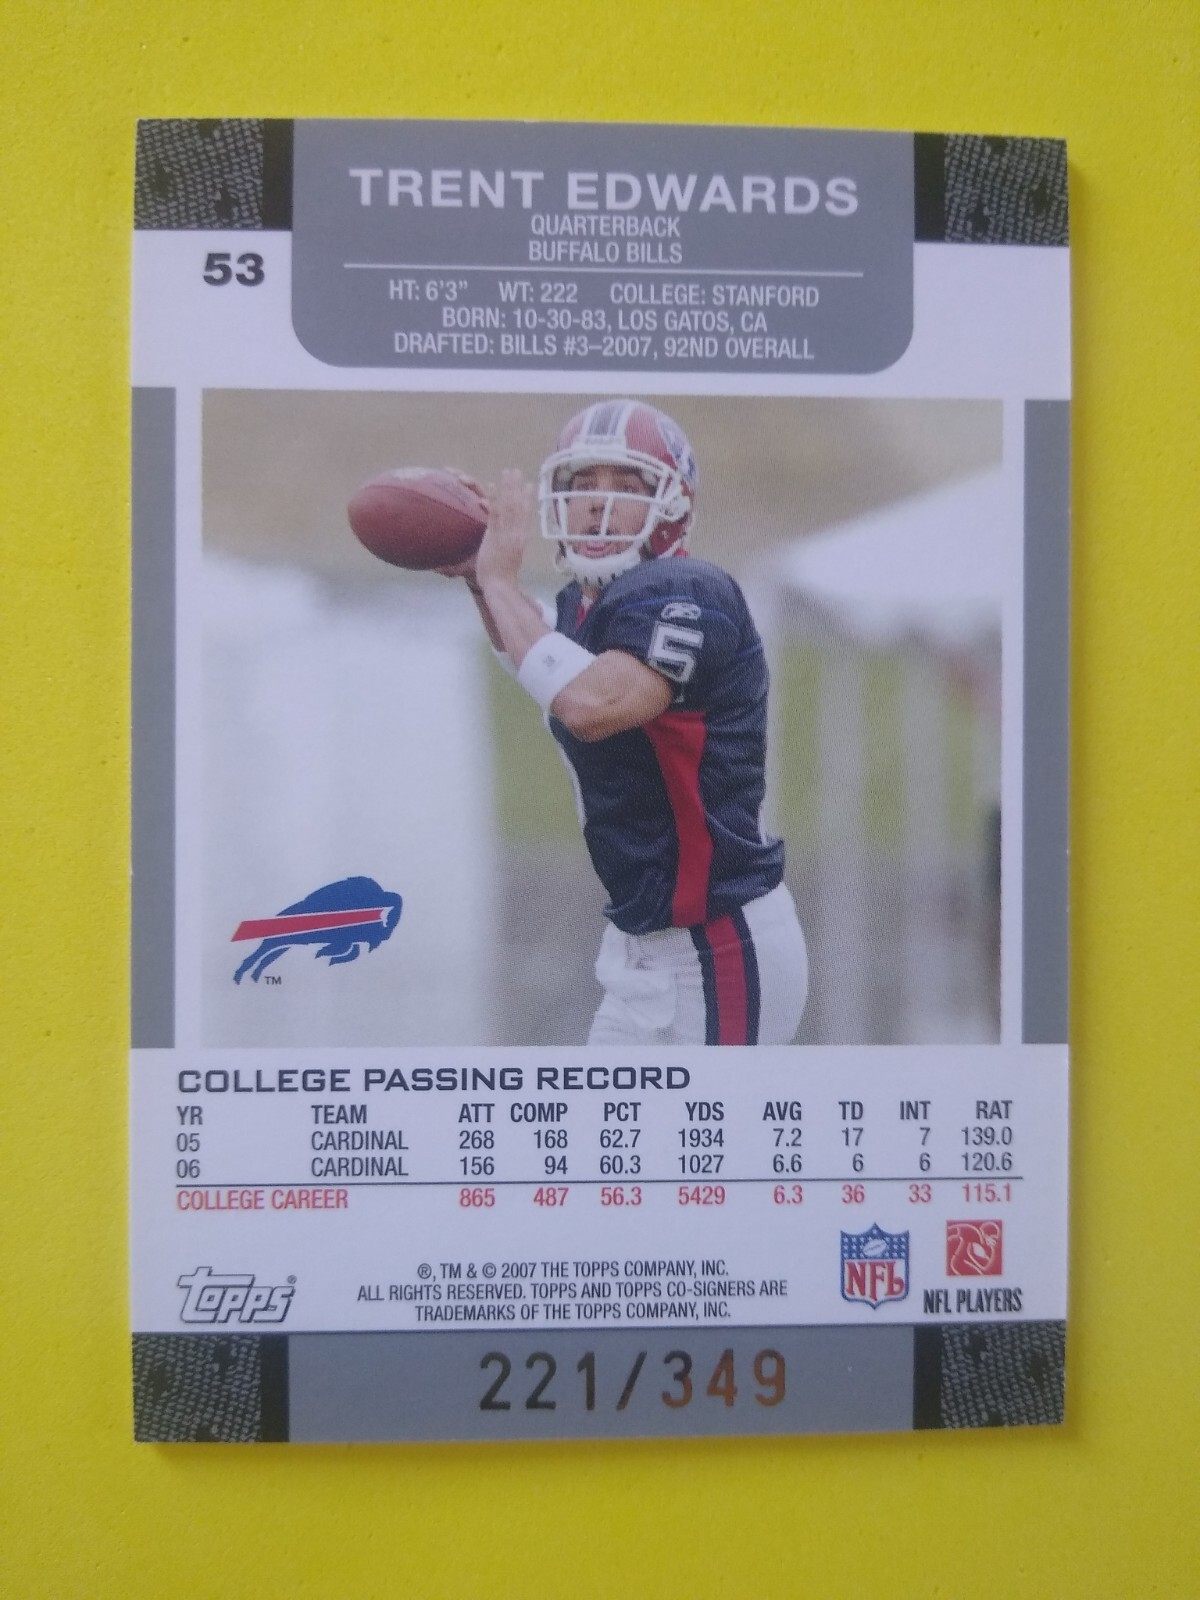 TRENT EDWARDS
QUARTERBACK
BUFFALO BILLS
53
HT: 6'3" WT: 222 COLLEGE: STANFORD
BORN: 10-30-83, LOS GATOS, CA
DRAFTED: BILLS #3–2007, 92ND OVERALL
5
TM
COLLEGE PASSING RECORD
YR TEAM ATT COMP PCT YDS AVG TD INT RAT
05 CARDINAL 268 168 62.7 1934 7.2 17 7 139.0
06 CARDINAL 156 94 60.3 1027 6.6 6 6 120.6
COLLEGE CAREER 865 487 56.3 5429 6.3 36 33 115.1
Topps®
®, TM & © 2007 THE TOPPS COMPANY, INC.
ALL RIGHTS RESERVED. TOPPS AND TOPPS CO-SIGNERS ARE
TRADEMARKS OF THE TOPPS COMPANY, INC.
NFL
NFL PLAYERS
221/349